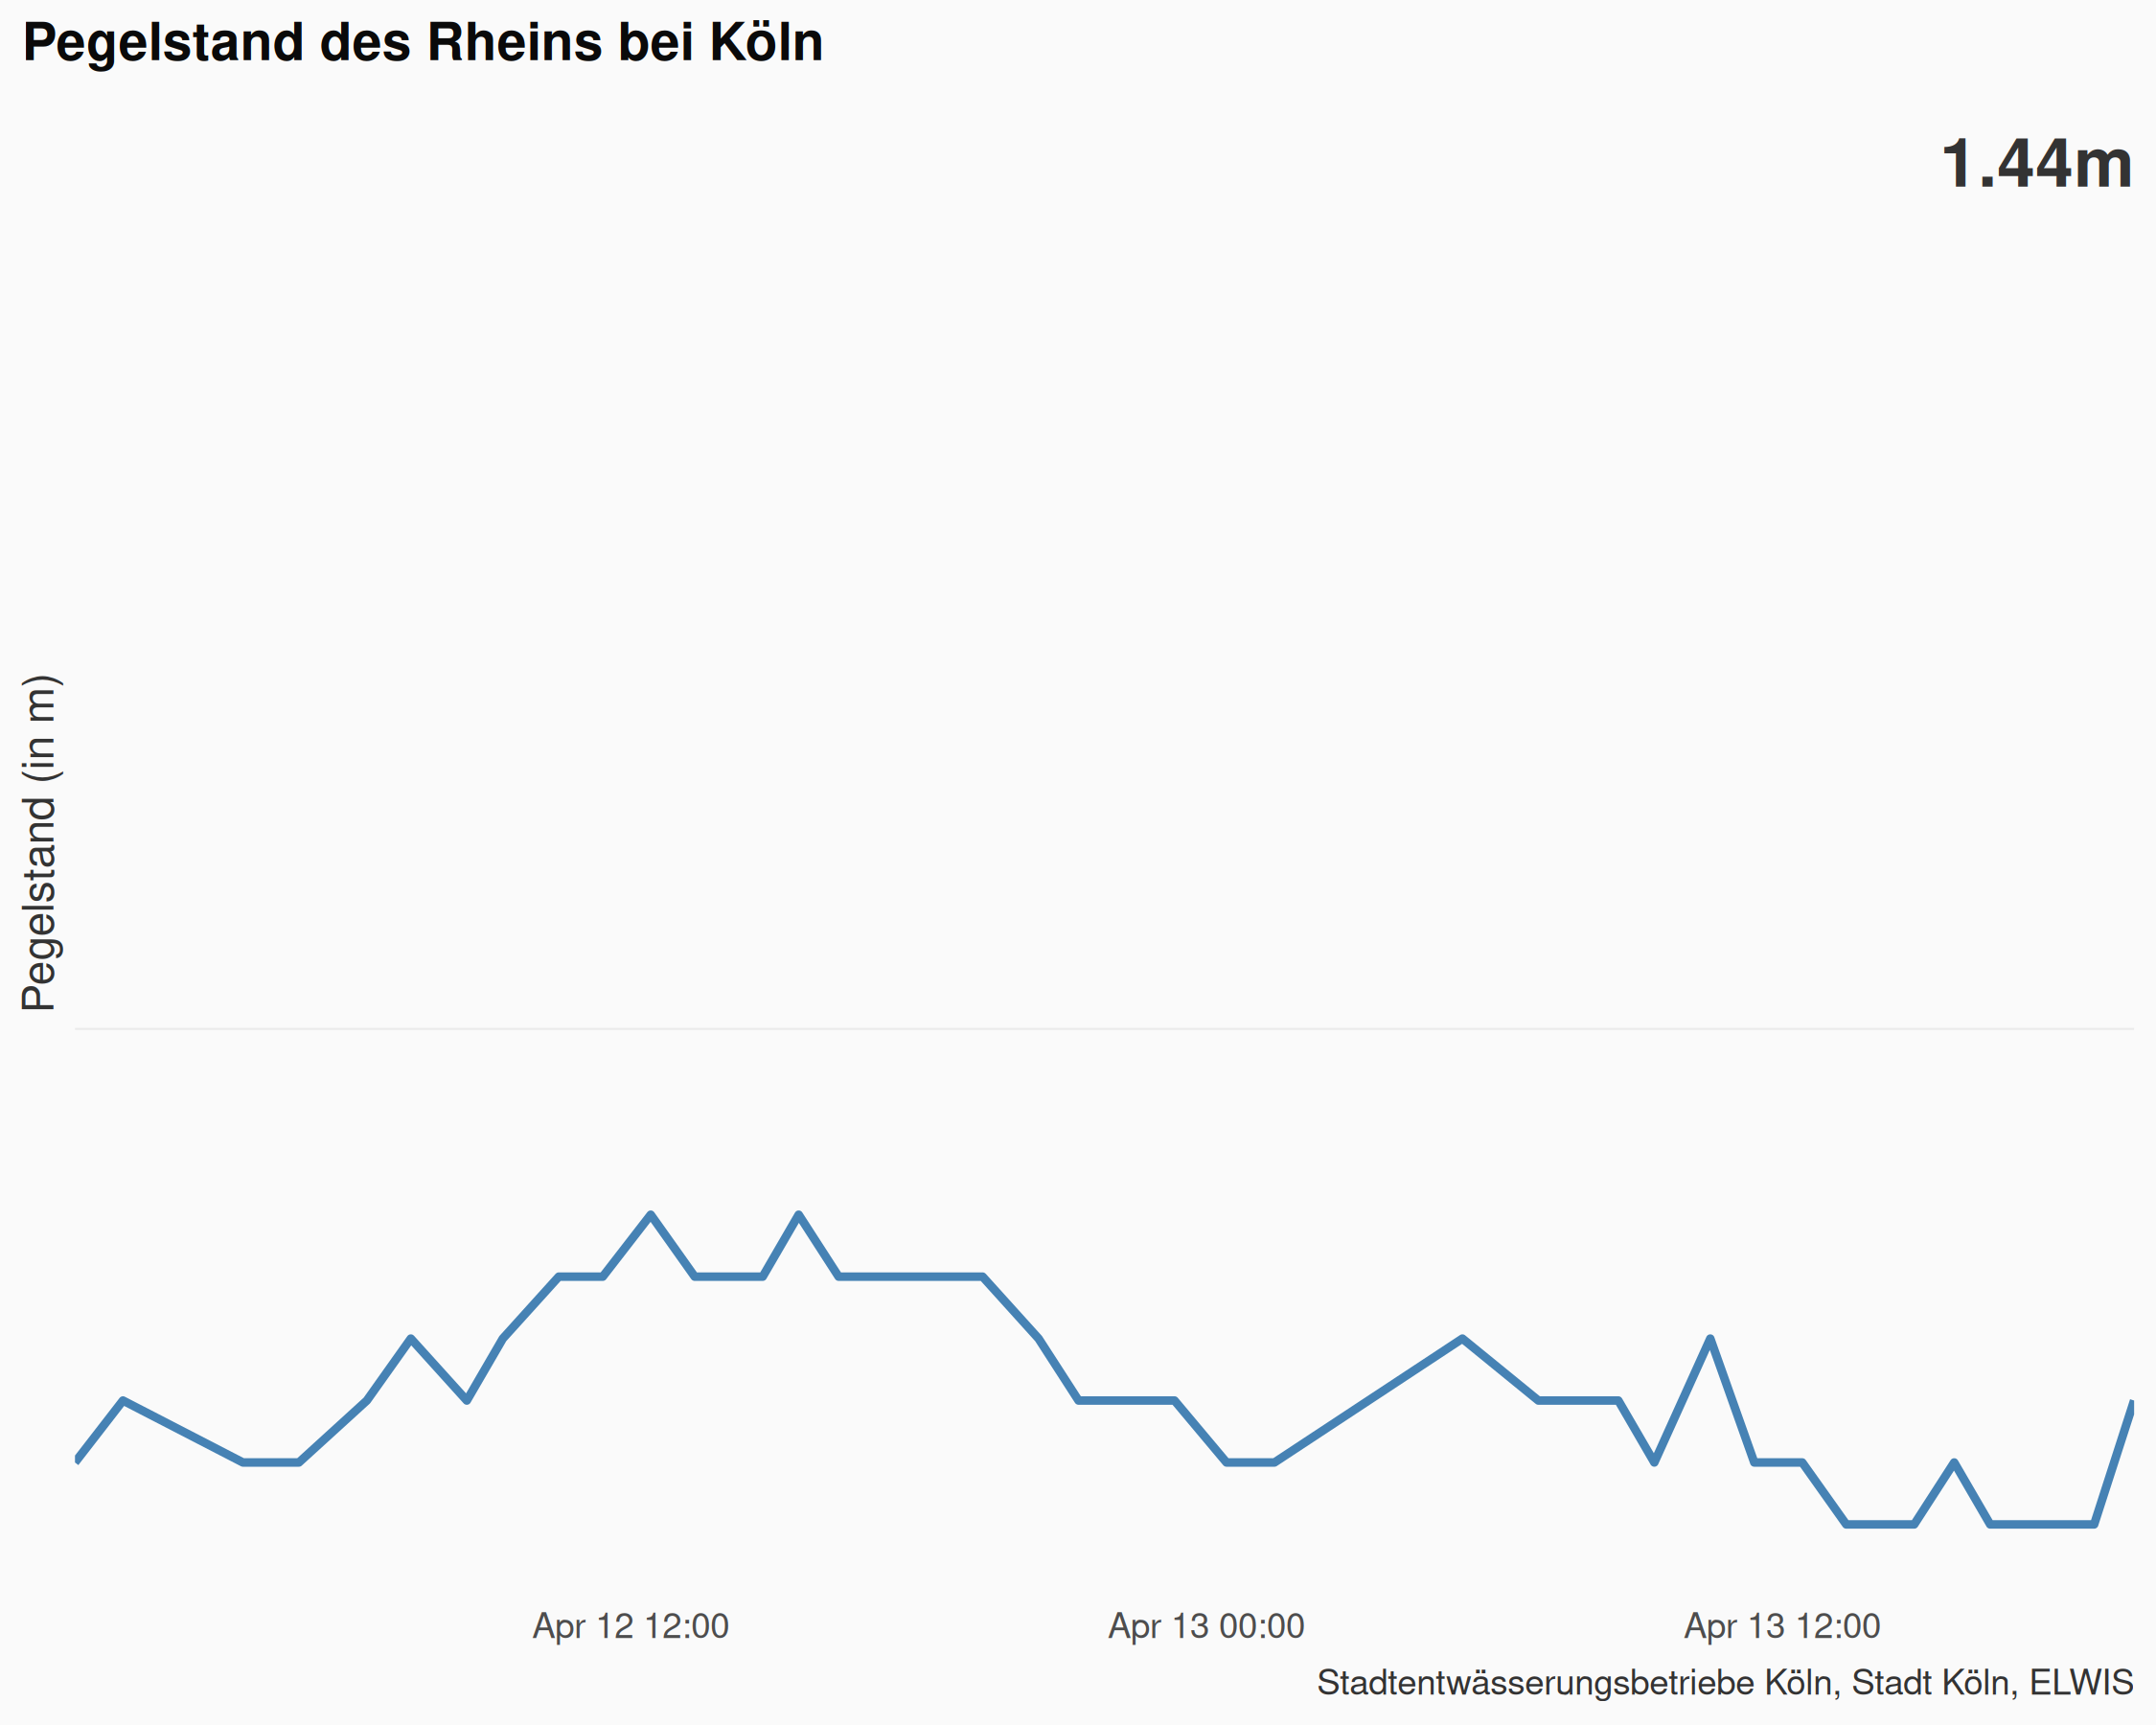 Pegelstand des Rheins bei Köln
1.44m
Pegelstand (in m)
Apr 12 12:00
Apr 13 00:00
Apr 13 12:00
Stadtentwässerungsbetriebe Köln, Stadt Köln, ELWIS